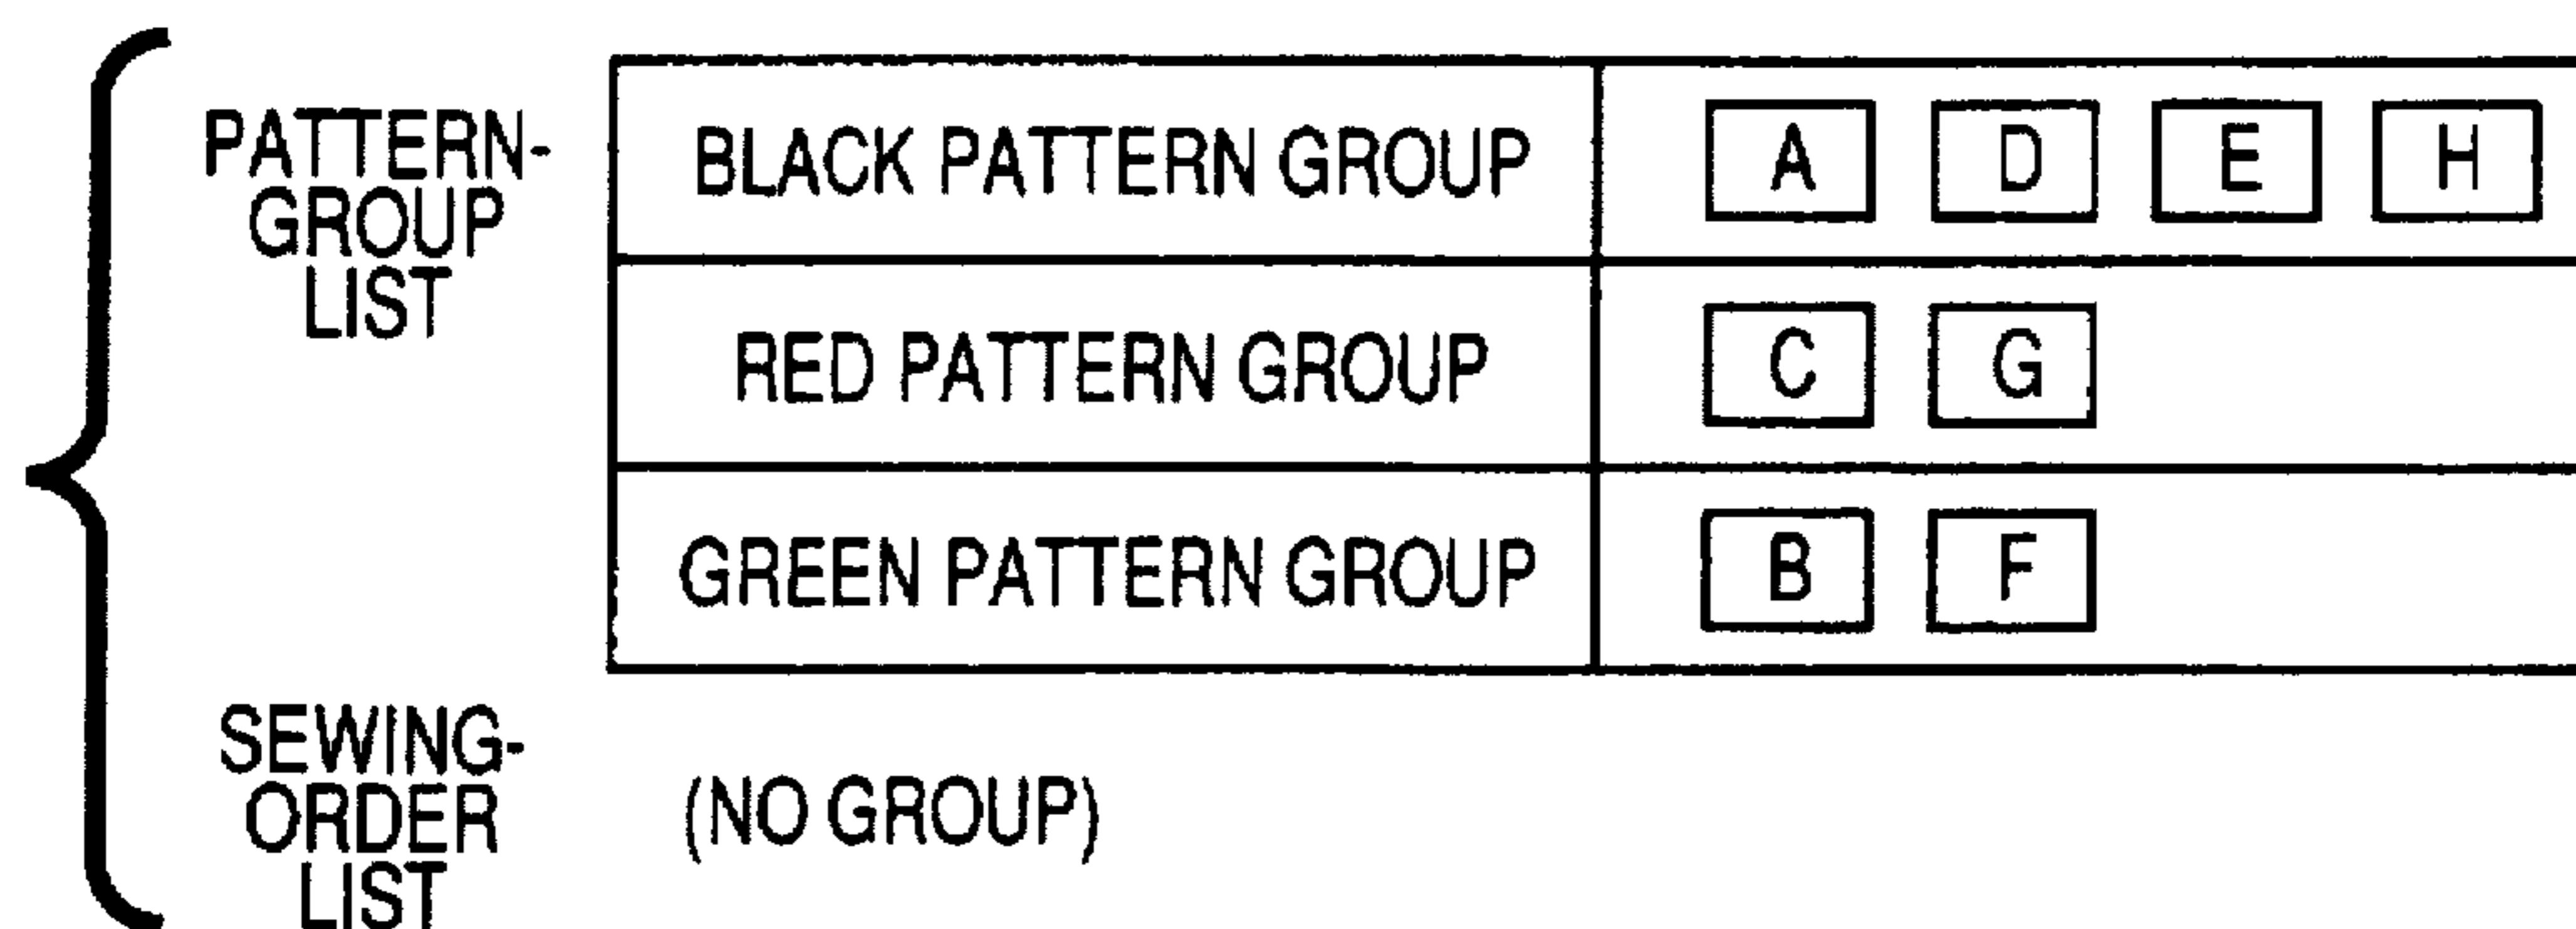 PATTERN-
GROUP
LIST
BLACK PATTERN GROUP A D E H
RED PATTERN GROUP C G
GREEN PATTERN GROUP B F
SEWING-
ORDER
LIST
(NO GROUP)